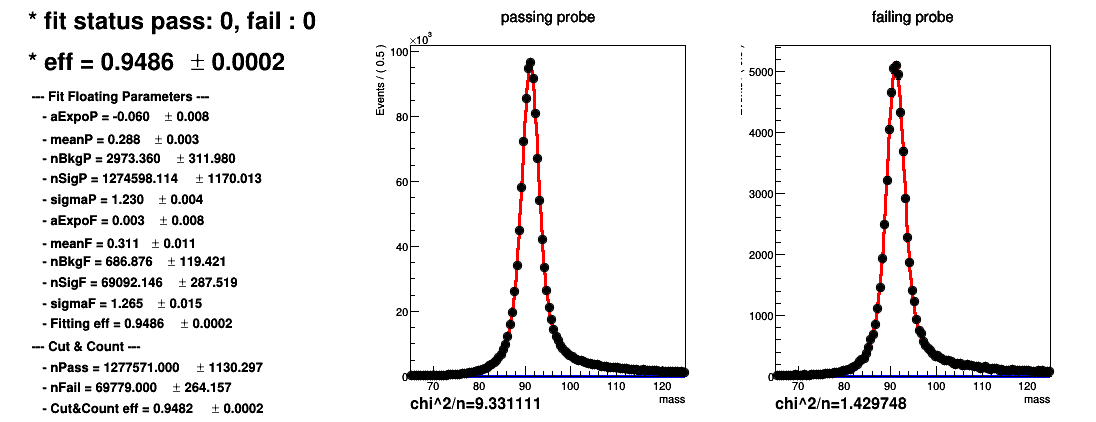 * fit status pass: 0, fail : 0
* eff = 0.9486 ± 0.0002
--- Fit Floating Parameters ---
- aExpoP = -0.060 ± 0.008
- meanP = 0.288 ± 0.003
- nBkgP = 2973.360 ± 311.980
- nSigP = 1274598.114 ± 1170.013
- sigmaP = 1.230 ± 0.004
- aExpoF = 0.003 ± 0.008
- meanF = 0.311 ± 0.011
- nBkgF = 686.876 ± 119.421
- nSigF = 69092.146 ± 287.519
- sigmaF = 1.265 ± 0.015
- Fitting eff = 0.9486 ± 0.0002
--- Cut & Count ---
- nPass = 1277571.000 ± 1130.297
- nFail = 69779.000 ± 264.157
- Cut&Count eff = 0.9482 ± 0.0002
passing probe
×10³
Events / ( 0.5 )
100
80
60
40
20
0
70 80 90 100 110 120
mass
chi^2/n=9.331111
failing probe
5000
4000
3000
2000
1000
0
70 80 90 100 110 120
mass
chi^2/n=1.429748